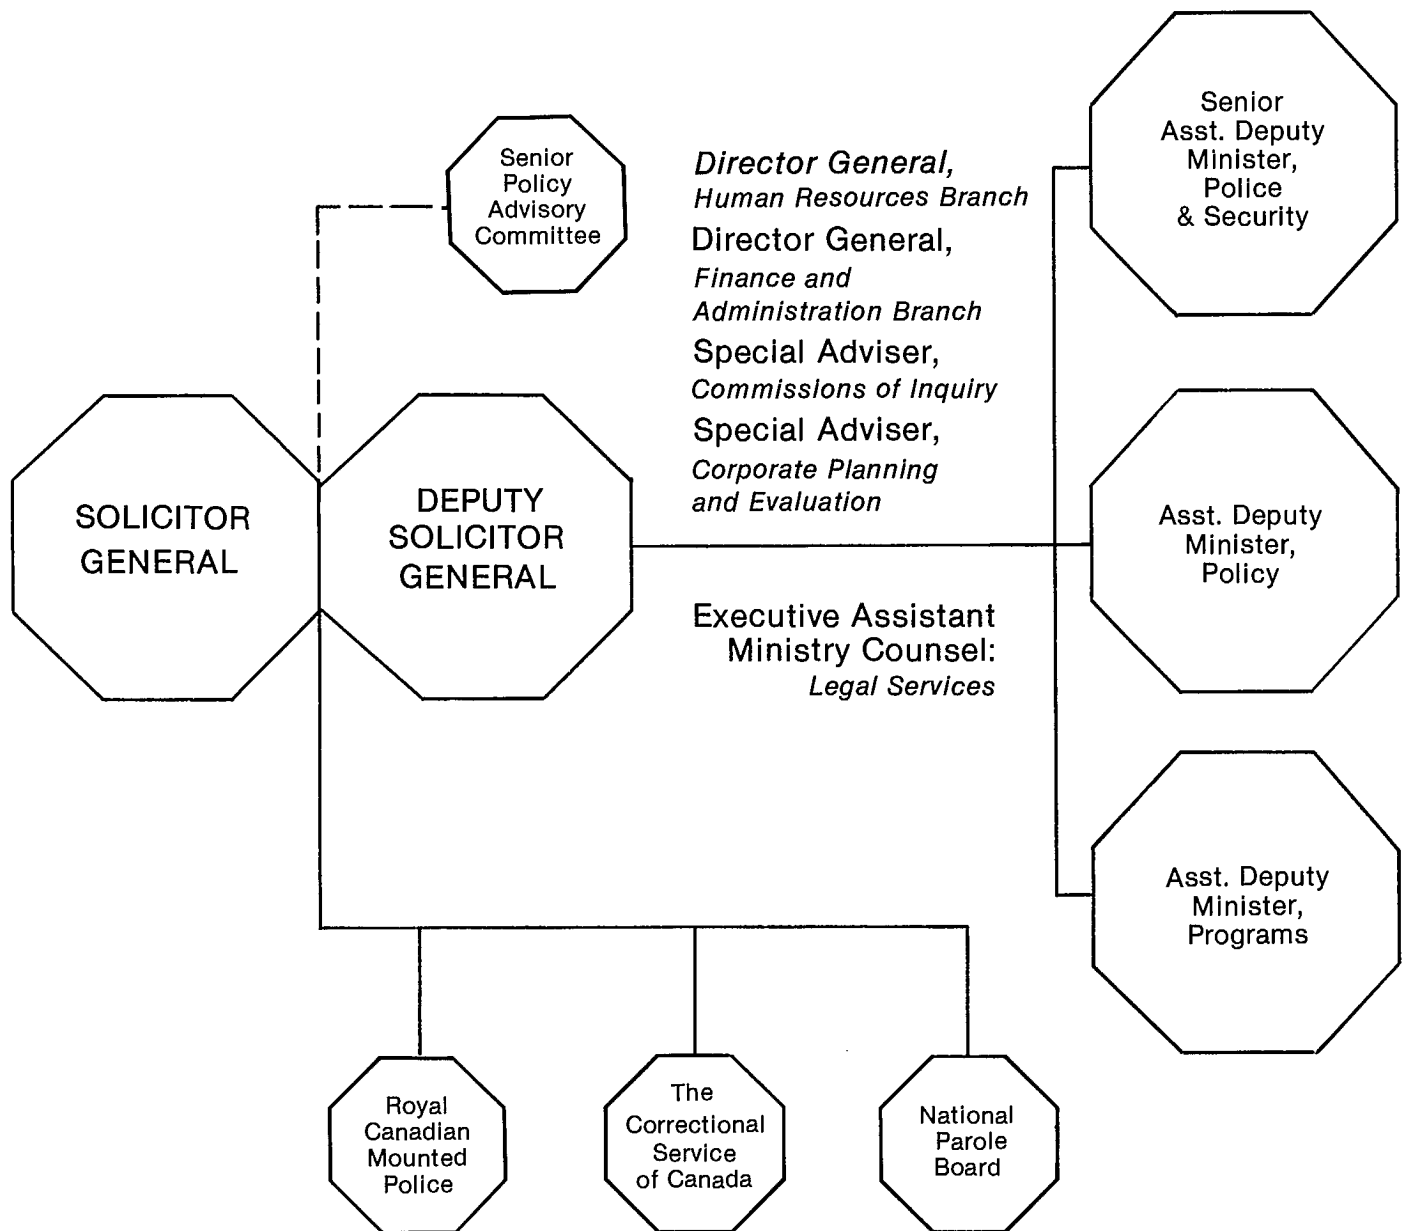 Senior
Policy
Advisory
Committee
Director General,
Human Resources Branch
Director General,
Finance and
Administration Branch
Special Adviser,
Commissions of Inquiry
Special Adviser,
Corporate Planning
and Evaluation
Senior
Asst. Deputy
Minister,
Police
& Security
SOLICITOR
GENERAL
DEPUTY
SOLICITOR
GENERAL
Asst. Deputy
Minister,
Policy
Executive Assistant
Ministry Counsel:
Legal Services
Asst. Deputy
Minister,
Programs
Royal
Canadian
Mounted
Police
The
Correctional
Service
of Canada
National
Parole
Board